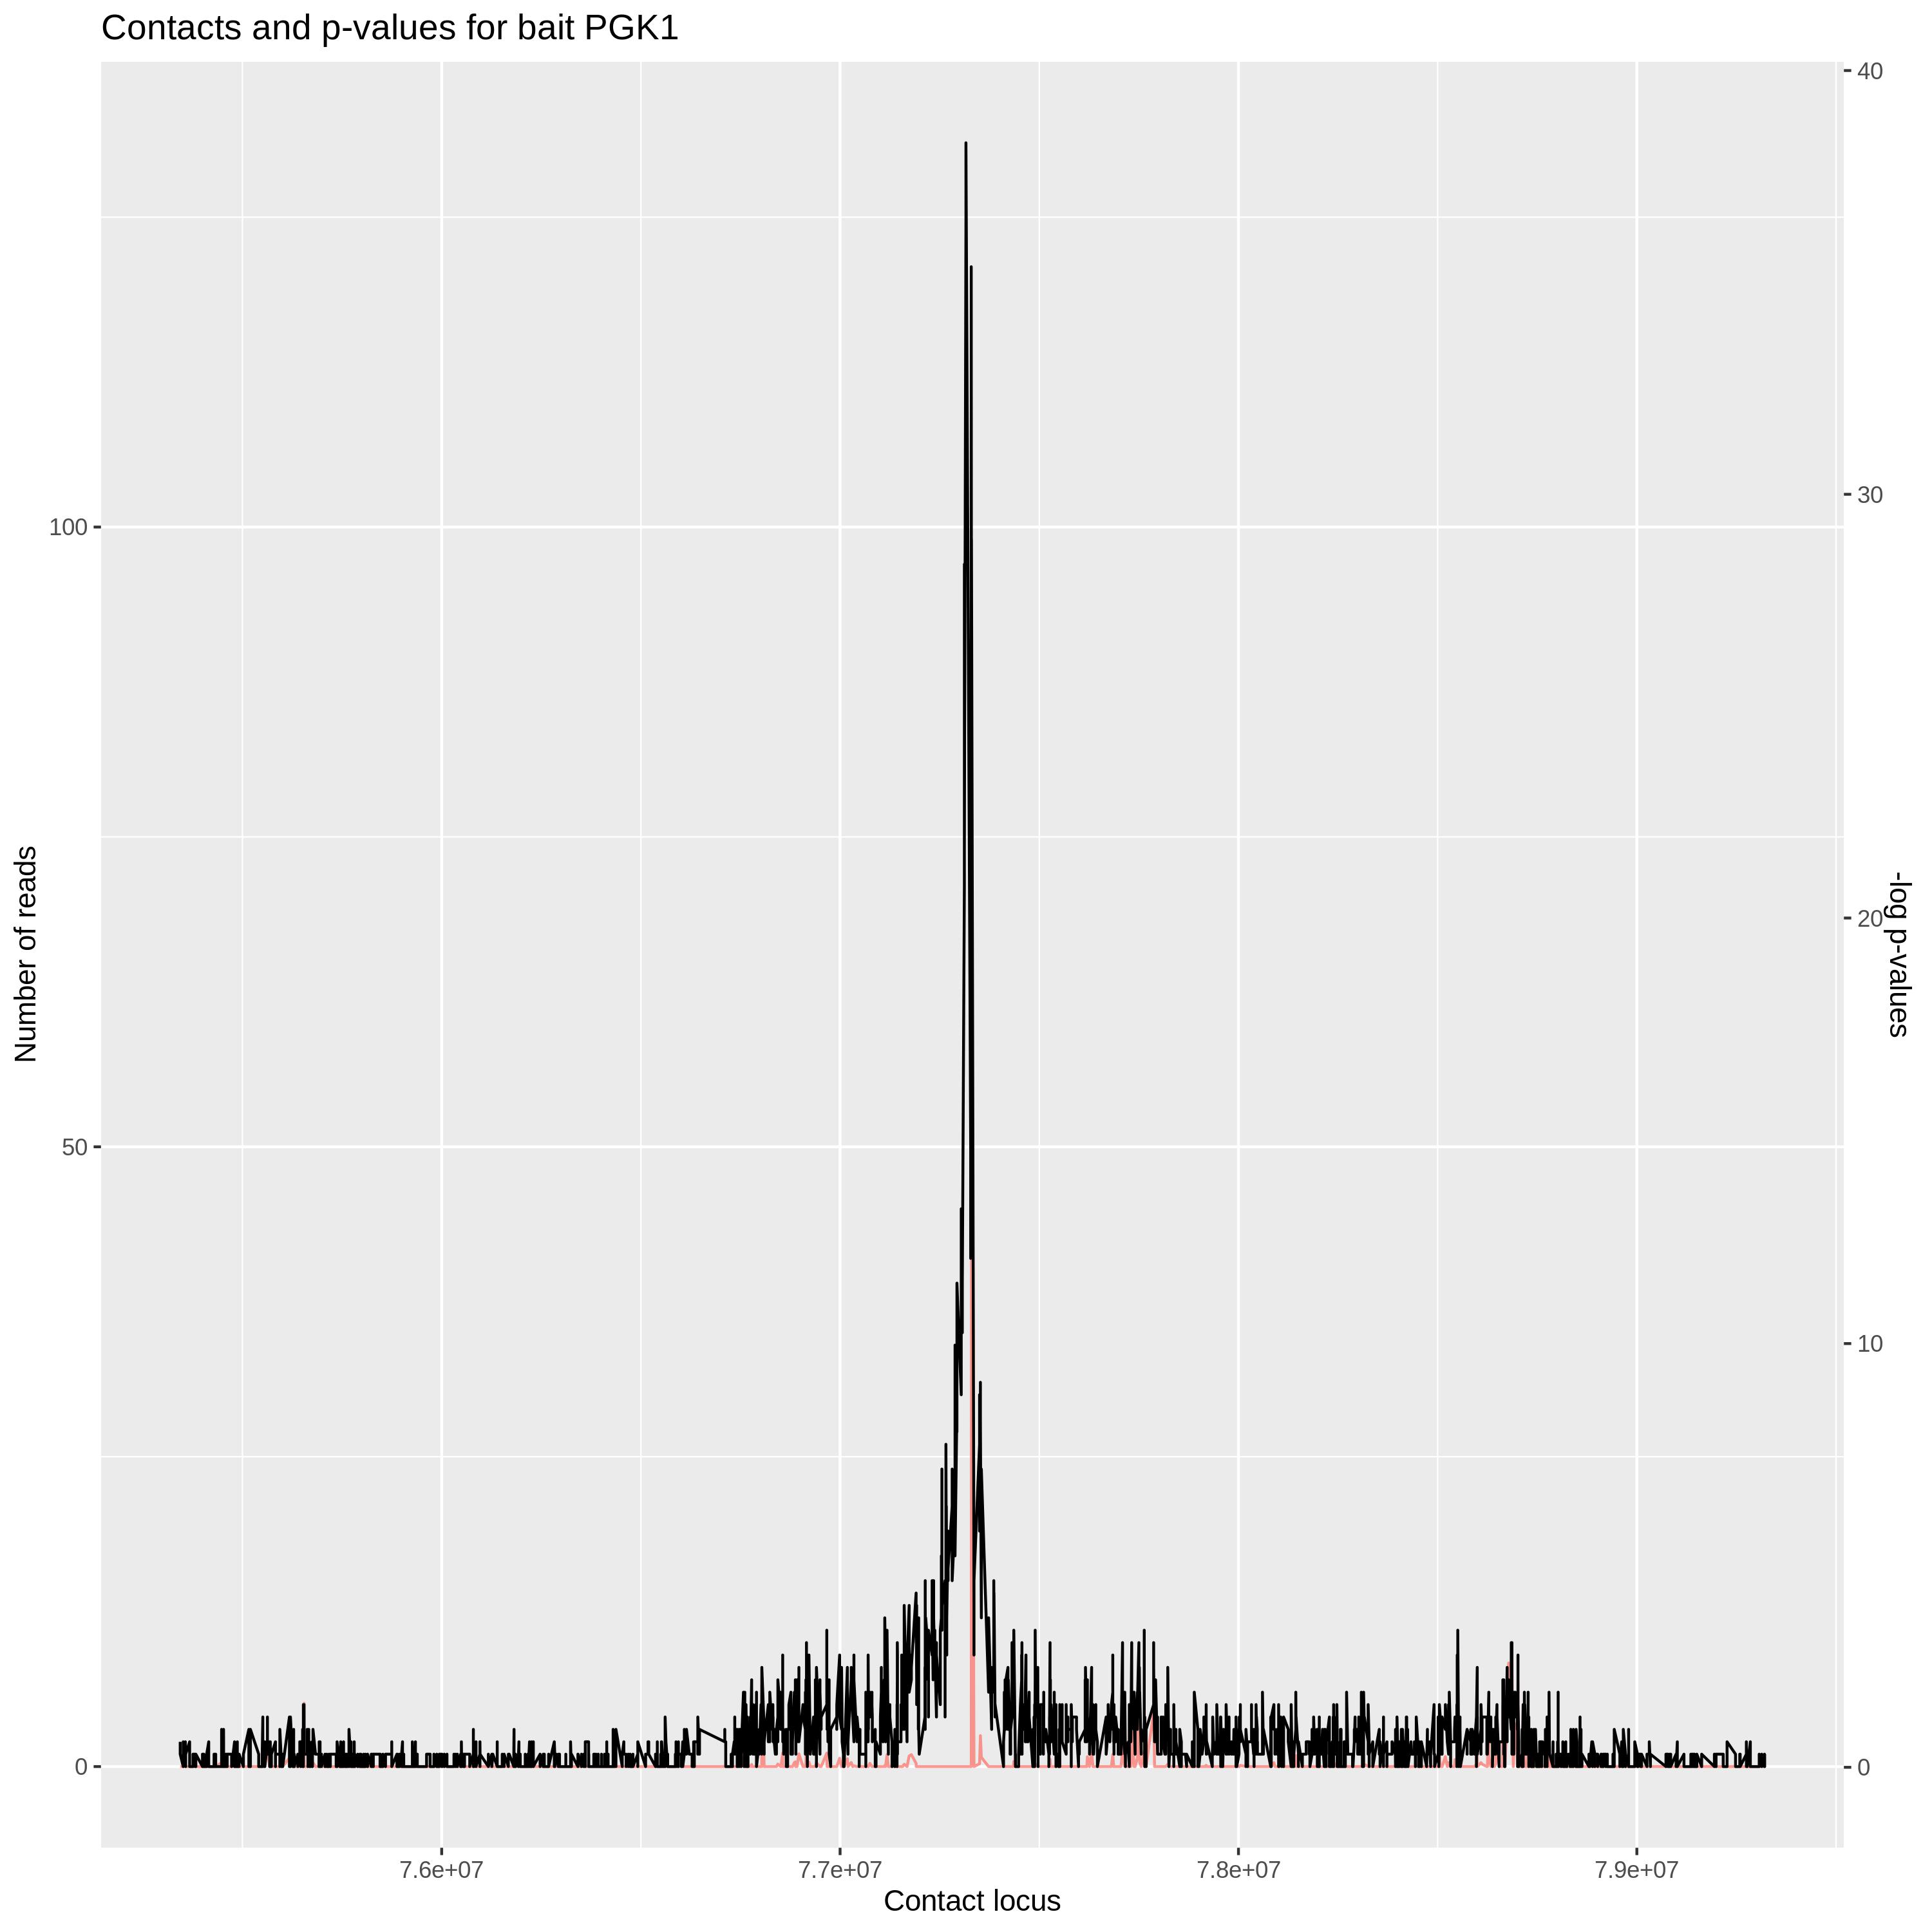 Contacts and p-values for bait PGK1
Number of reads
100
50
0
40
30
20
10
0
-log p-values
7.6e+07
7.7e+07
7.8e+07
7.9e+07
Contact locus